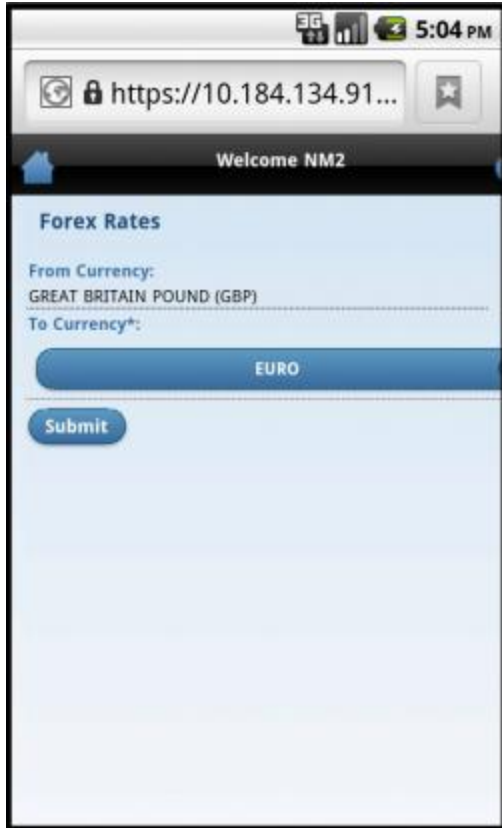 3G 5:04 PM
https://10.184.134.91...
Welcome NM2
Forex Rates
From Currency:
GREAT BRITAIN POUND (GBP)
To Currency*:
EURO
Submit